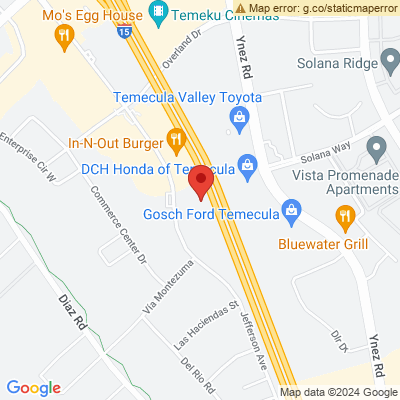 Map error: g.co/staticmaperror
Mo's Egg House
Temeku Cinemas
15
Overland Dr
Ynez Rd
Solana Ridge
Temecula Valley Toyota
Enterprise Cir W
In-N-Out Burger
Solana Way
DCH Honda of Temecula
Vista Promenade
Apartments
Commerce Center Dr
Gosch Ford Temecula
Bluewater Grill
Via Montezuma
Diaz Rd
Las Haciendas St
Jefferson Ave
Dlr Dr
Ynez Rd
Del Rio Rd
Google
Map data ©2024 Google